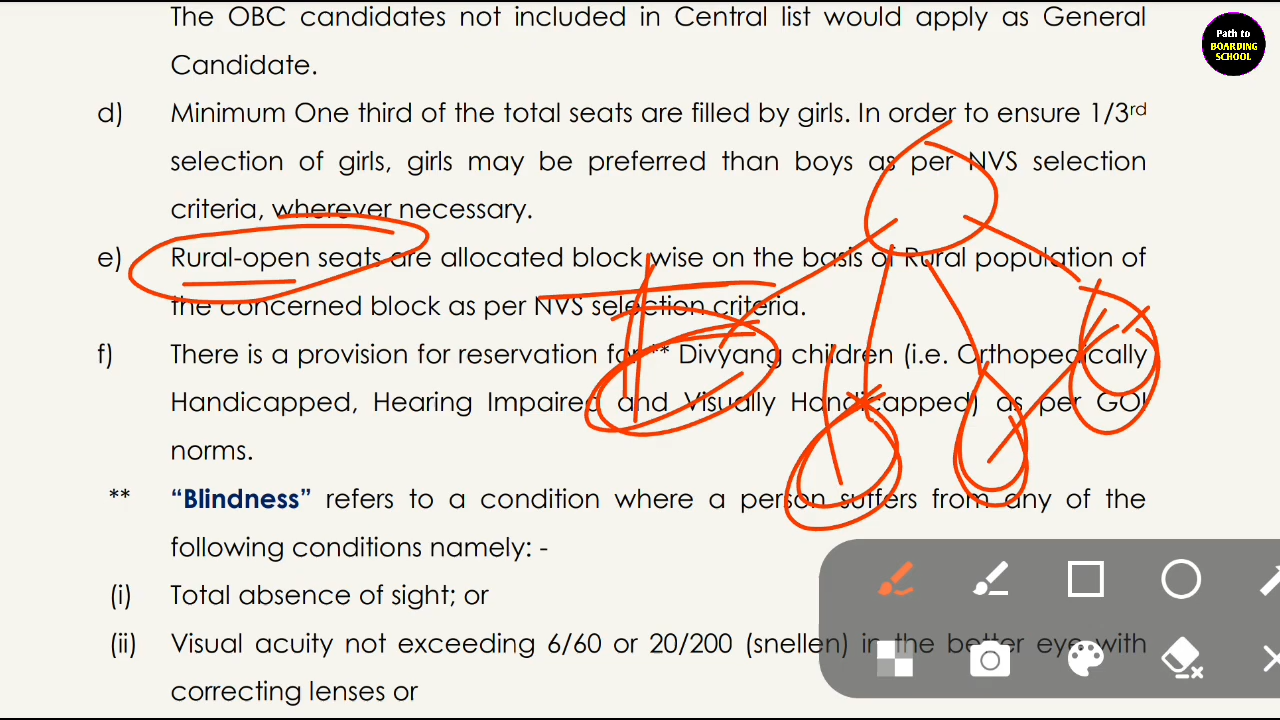 The OBC candidates not included in Central list would apply as General
Candidate.
Path to
BOARDING
SCHOOL
d) Minimum One third of the total seats are filled by girls. In order to ensure 1/3rd
selection of girls, girls may be preferred than boys as per NVS selection
criteria, wherever necessary.
e) Rural-open seats are allocated block wise on the basis of Rural population of
the concerned block as per NVS selection criteria.
f) There is a provision for reservation for ** Divyang children (i.e. Orthopedically
Handicapped, Hearing Impaired and Visually Handicapped) as per GOI
norms.
** “Blindness” refers to a condition where a person suffers from any of the
following conditions namely: -
(i) Total absence of sight; or
(ii) Visual acuity not exceeding 6/60 or 20/200 (snellen) in the better eye with
correcting lenses or